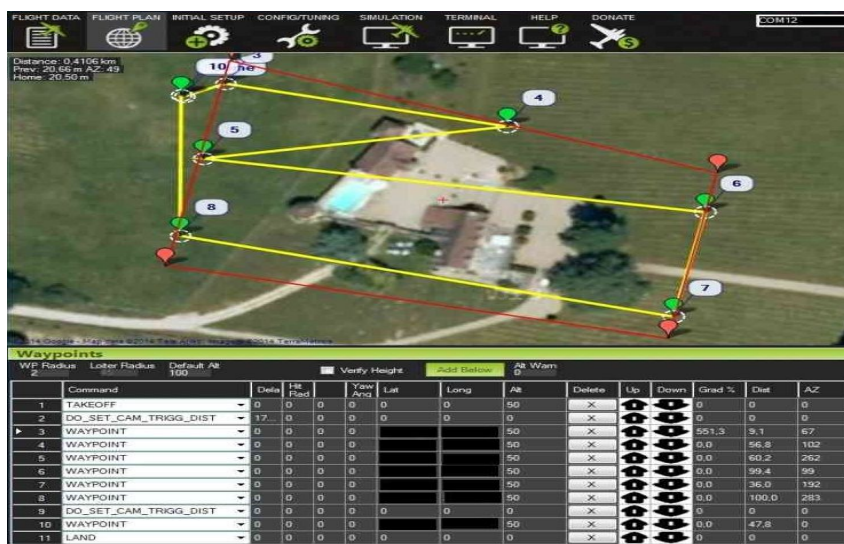 FLIGHT DATA FLIGHT PLAN INITIAL SETUP CONFIG/TUNING SIMULATION TERMINAL HELP DONATE COM12
Distance: 0,4106 km
Prev: 20,66 m AZ: 49
Home: 20,50 m
3
10
4
5
6
8
7
Waypoints
WP Radius Loiter Radius Default Alt
2 100 Verify Height Add Below Alt Warn
0
Command Dela Hit Rad Yaw Ang Lat Long Alt Delete Up Down Grad % Dist AZ
1 TAKEOFF 0 0 0 0 0 0 50 X 0 0 0
2 DO_SET_CAM_TRIGG_DIST 17... 0 0 0 0 0 0 X 0 0 0
3 WAYPOINT 0 0 0 0 50 X 551,3 9,1 67
4 WAYPOINT 0 0 0 0 50 X 0,0 56,8 102
5 WAYPOINT 0 0 0 0 50 X 0,0 60,2 262
6 WAYPOINT 0 0 0 0 50 X 0,0 99,4 99
7 WAYPOINT 0 0 0 0 50 X 0,0 36,0 192
8 WAYPOINT 0 0 0 0 50 X 0,0 100,0 283
9 DO_SET_CAM_TRIGG_DIST 0 0 0 0 0 0 0 X 0 0 0
10 WAYPOINT 0 0 0 0 50 X 0,0 47,8 0
11 LAND 0 0 0 0 0 0 0 X 0 0 0